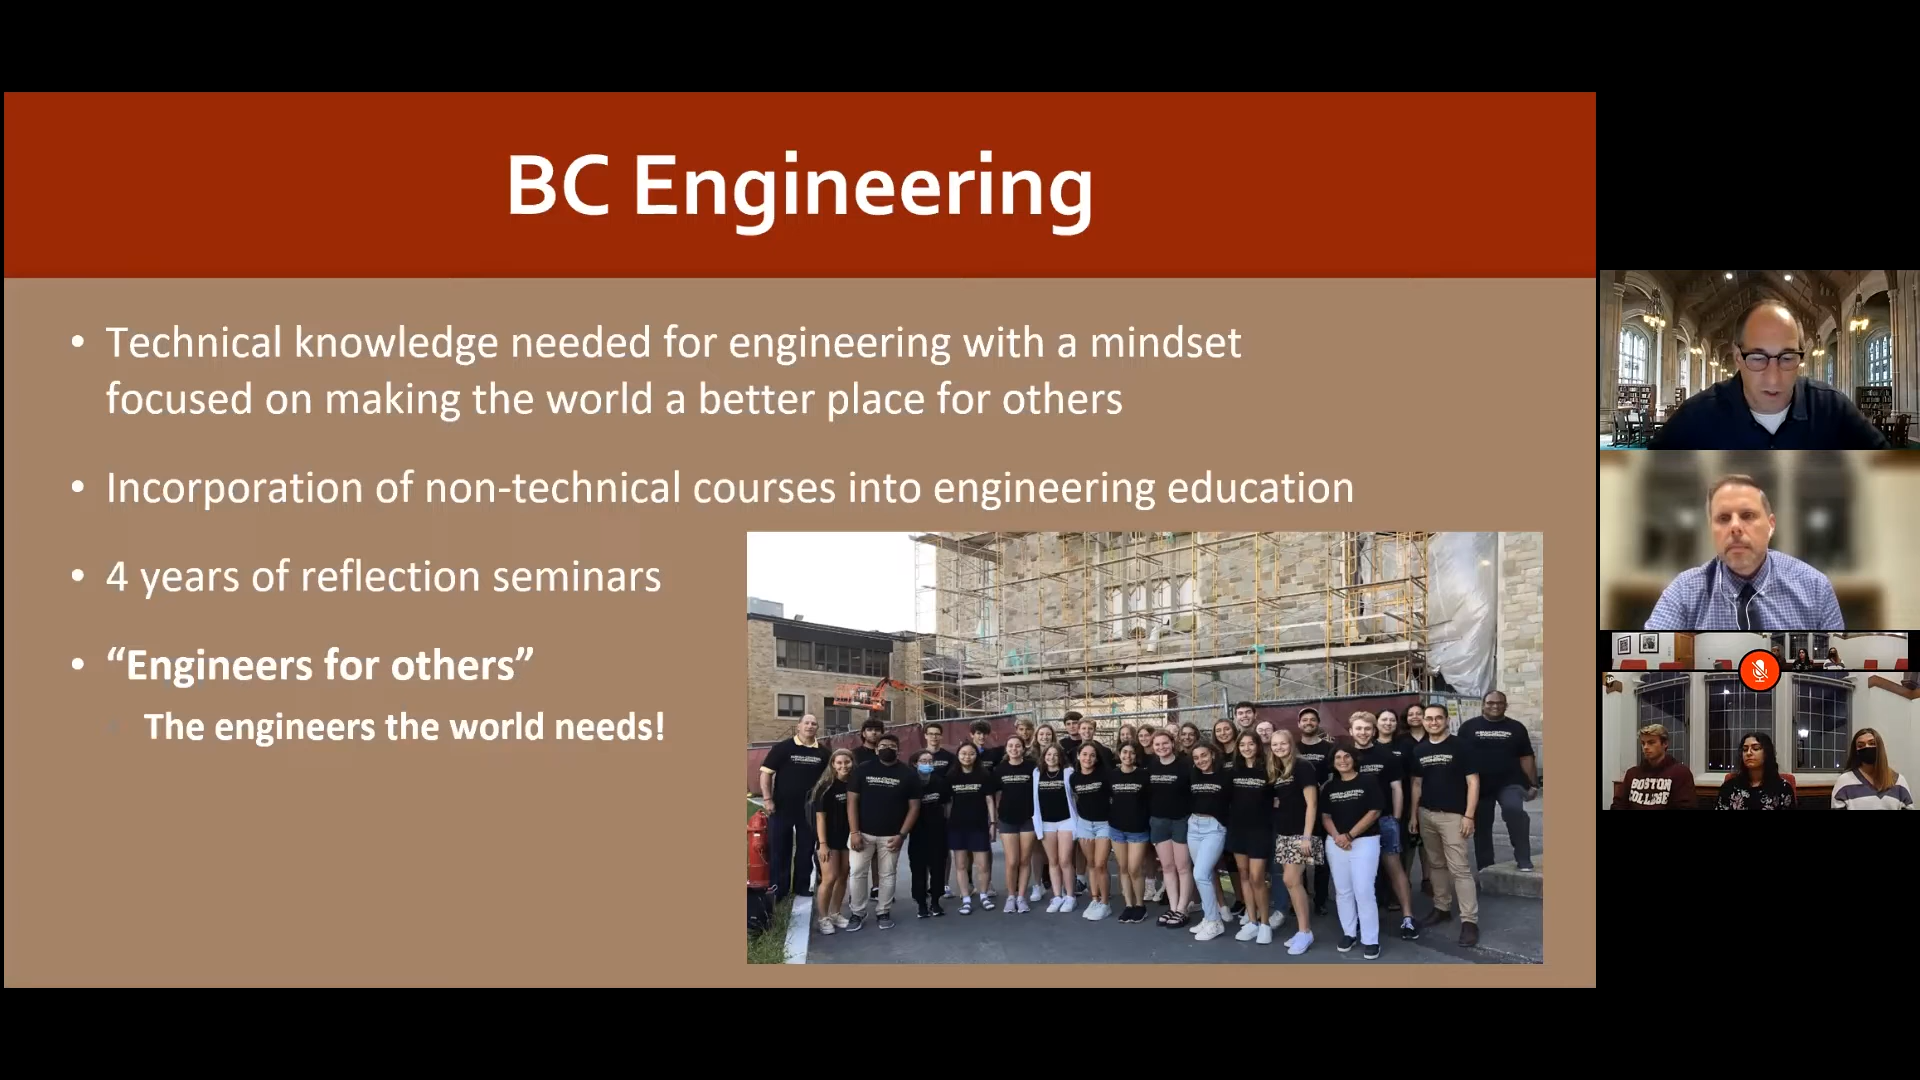 BC Engineering
• Technical knowledge needed for engineering with a mindset
focused on making the world a better place for others
• Incorporation of non-technical courses into engineering education
• 4 years of reflection seminars
• “Engineers for others”
• The engineers the world needs!
BOSTON
COLLEGE